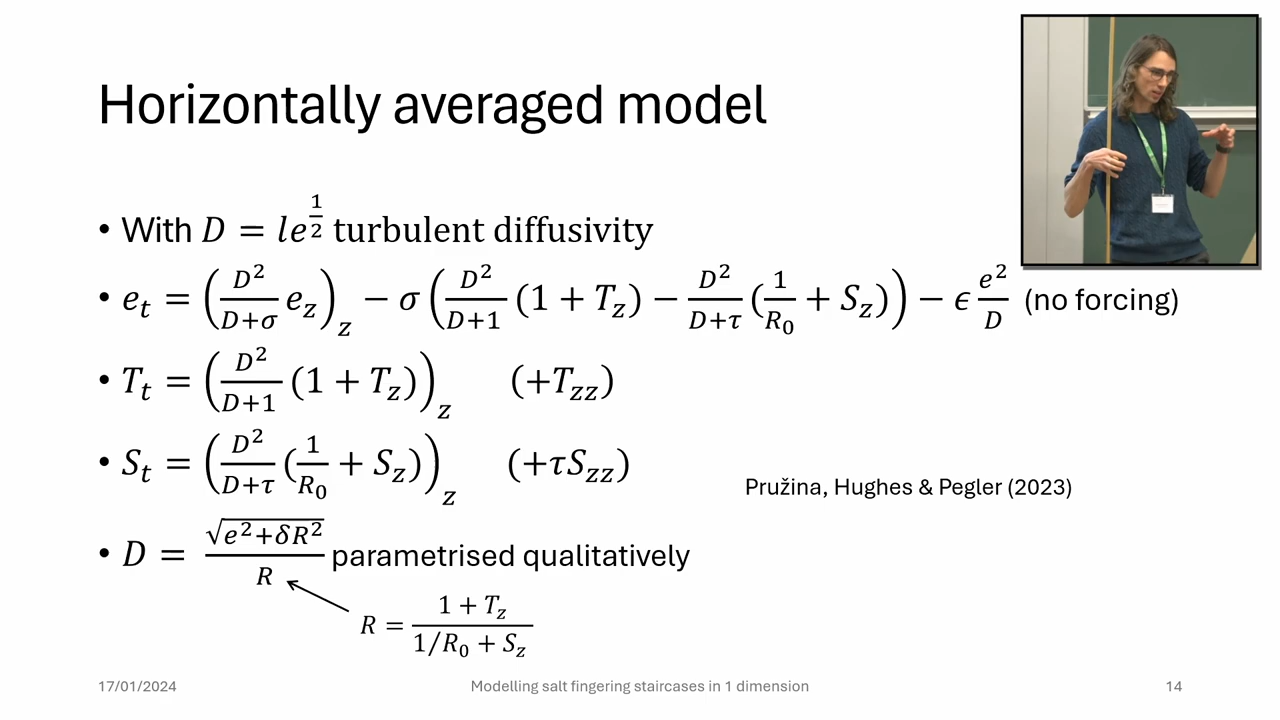 Horizontally averaged model
• With D = le^{1/2} turbulent diffusivity
• e_t = (D²/(D+σ) e_z)_z − σ(D²/(D+1) (1 + T_z) − D²/(D+τ) (1/R₀ + S_z)) − ϵ e²/D (no forcing)
• T_t = (D²/(D+1) (1 + T_z))_z (+T_zz)
• S_t = (D²/(D+τ) (1/R₀ + S_z))_z (+τS_zz)
Pružina, Hughes & Pegler (2023)
• D = √(e²+δR²)/R parametrised qualitatively
R = (1 + T_z)/(1/R₀ + S_z)
17/01/2024 Modelling salt fingering staircases in 1 dimension 14